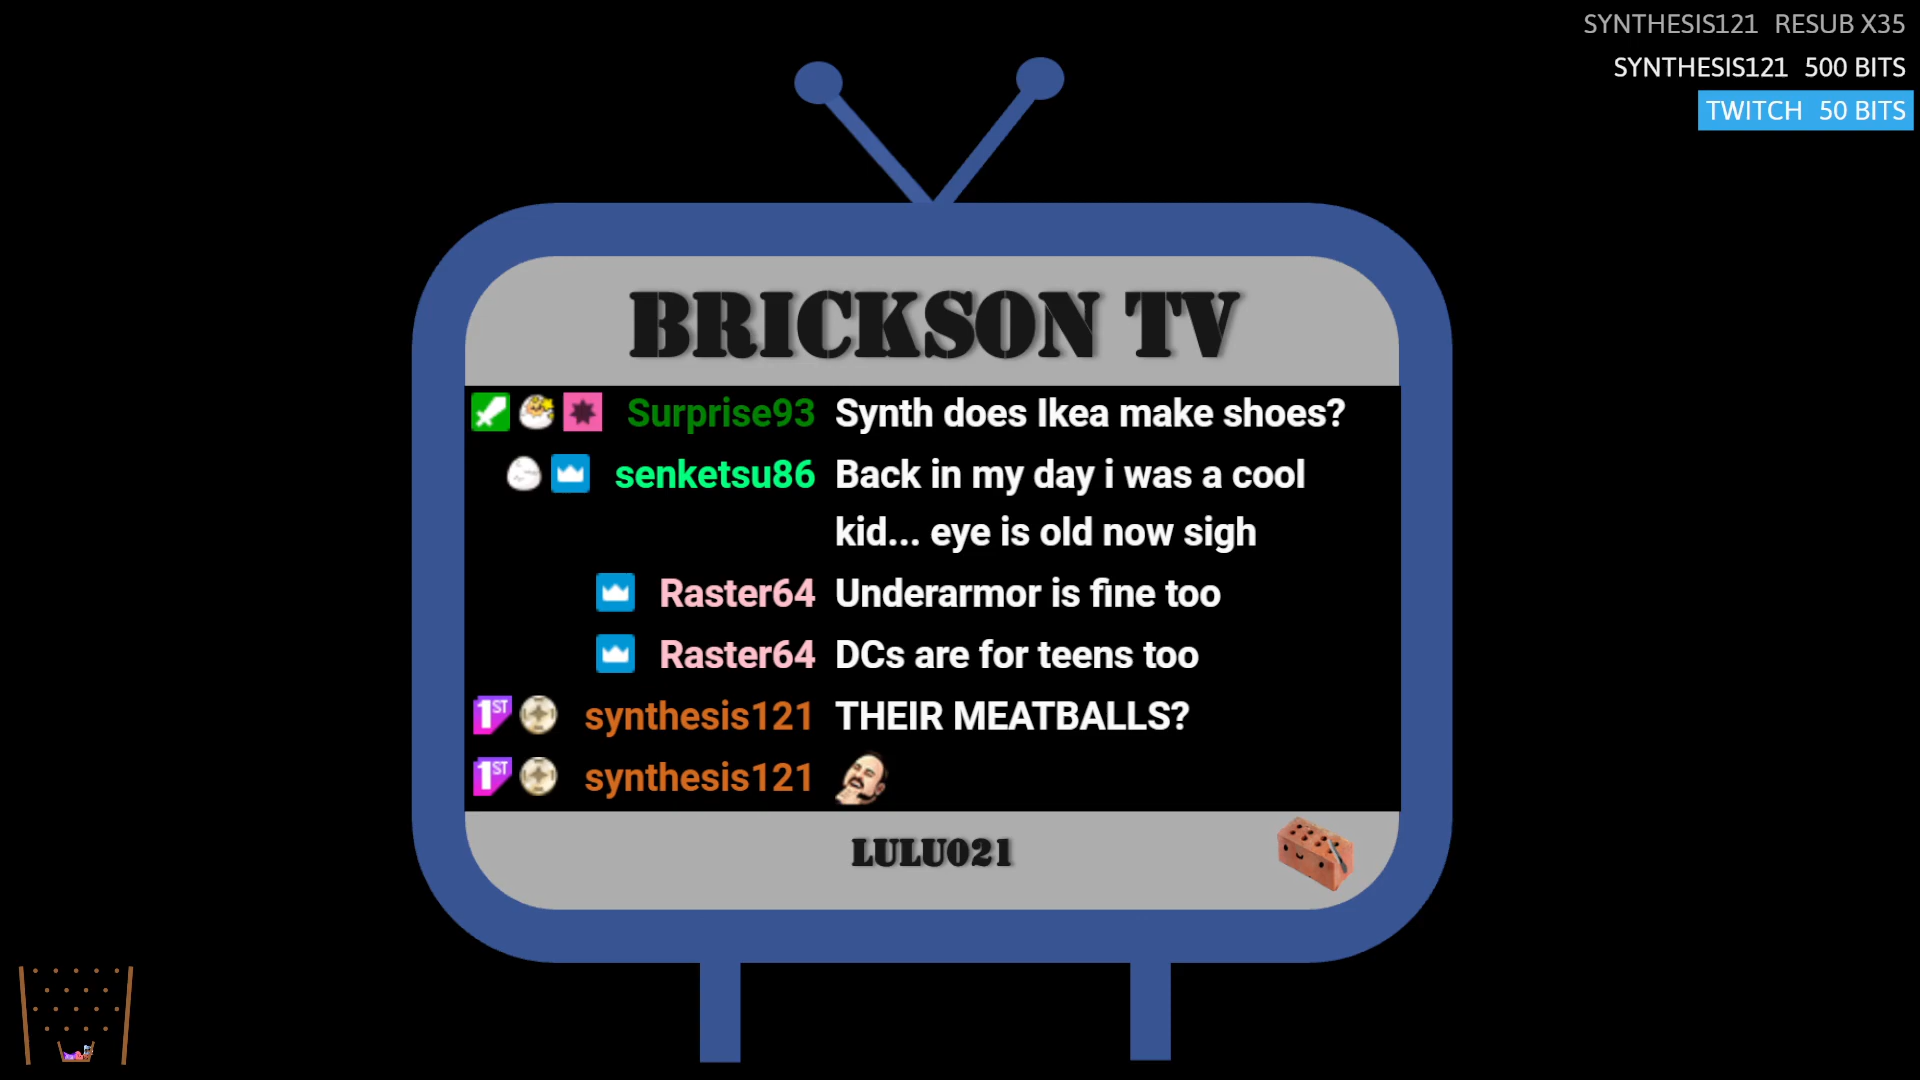 SYNTHESIS121 RESUB X35
SYNTHESIS121 500 BITS
TWITCH 50 BITS
BRICKSON TV
Surprise93 Synth does Ikea make shoes?
senketsu86 Back in my day i was a cool
kid... eye is old now sigh
Raster64 Underarmor is fine too
Raster64 DCs are for teens too
1ST synthesis121 THEIR MEATBALLS?
1ST synthesis121
LULU021